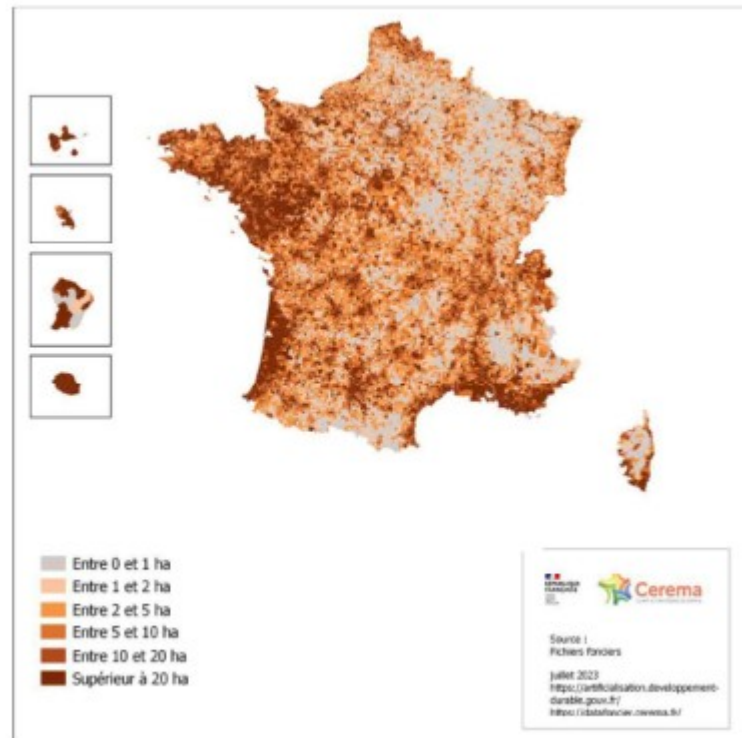 Entre 0 et 1 ha
Entre 1 et 2 ha
Entre 2 et 5 ha
Entre 5 et 10 ha
Entre 10 et 20 ha
Supérieur à 20 ha
RÉPUBLIQUE
FRANÇAISE
Cerema
Source :
Fichiers fonciers
Juillet 2023
https://artificialisation.developpement-
durable.gouv.fr/
https://datafoncier.cerema.fr/